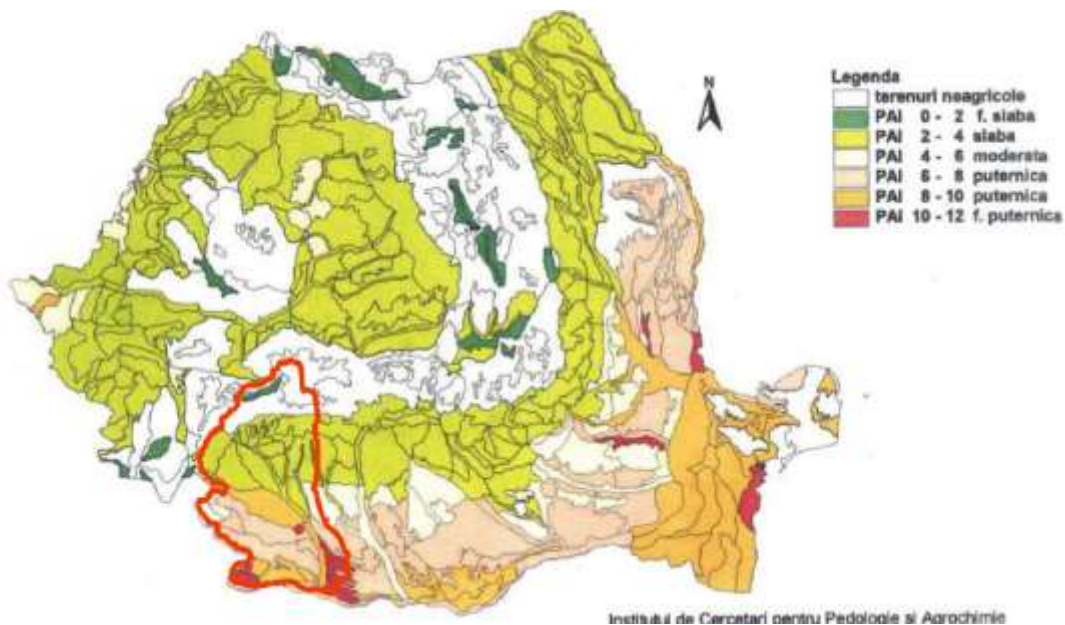 N
Legenda
terenuri neagricole
PAI 0 - 2 f. slaba
PAI 2 - 4 slaba
PAI 4 - 6 moderata
PAI 6 - 8 puternica
PAI 8 - 10 puternica
PAI 10 - 12 f. puternica
Institutul de Cercetari pentru Pedologie si Agrochimie